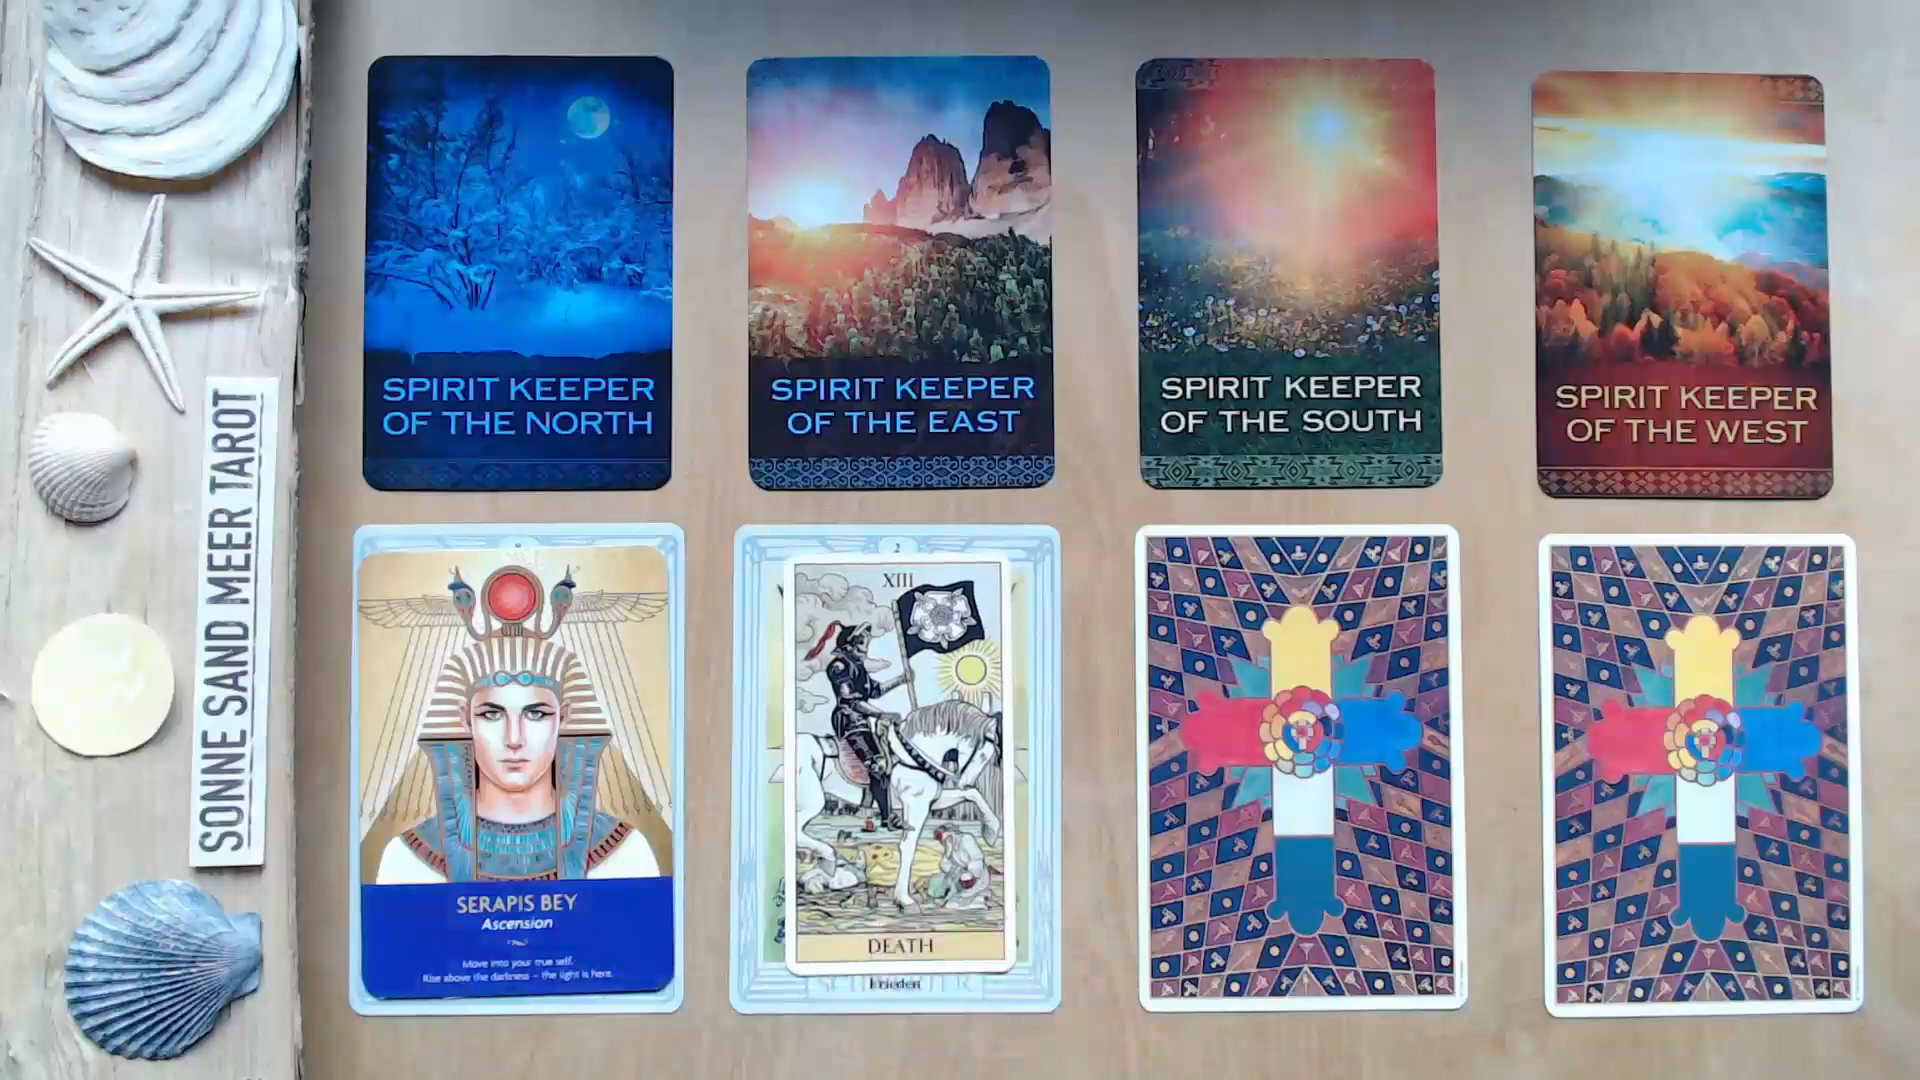 SPIRIT KEEPER
OF THE NORTH
SPIRIT KEEPER
OF THE EAST
SPIRIT KEEPER
OF THE SOUTH
SPIRIT KEEPER
OF THE WEST
SONNE SAND MEER TAROT
SERAPIS BEY
Ascension
Move into your true self.
Rise above the darkness – the light is here.
2
XIII
DEATH
Frieden